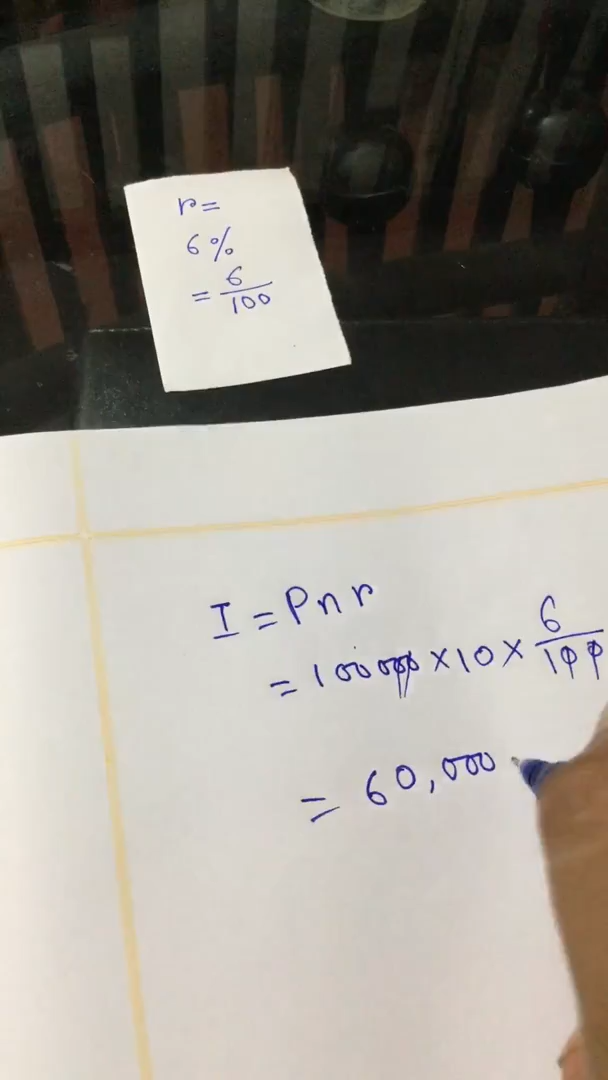 r=
6%
= 6/100
I = Pnr
= 100000 × 10 × 6/100
= 60,000